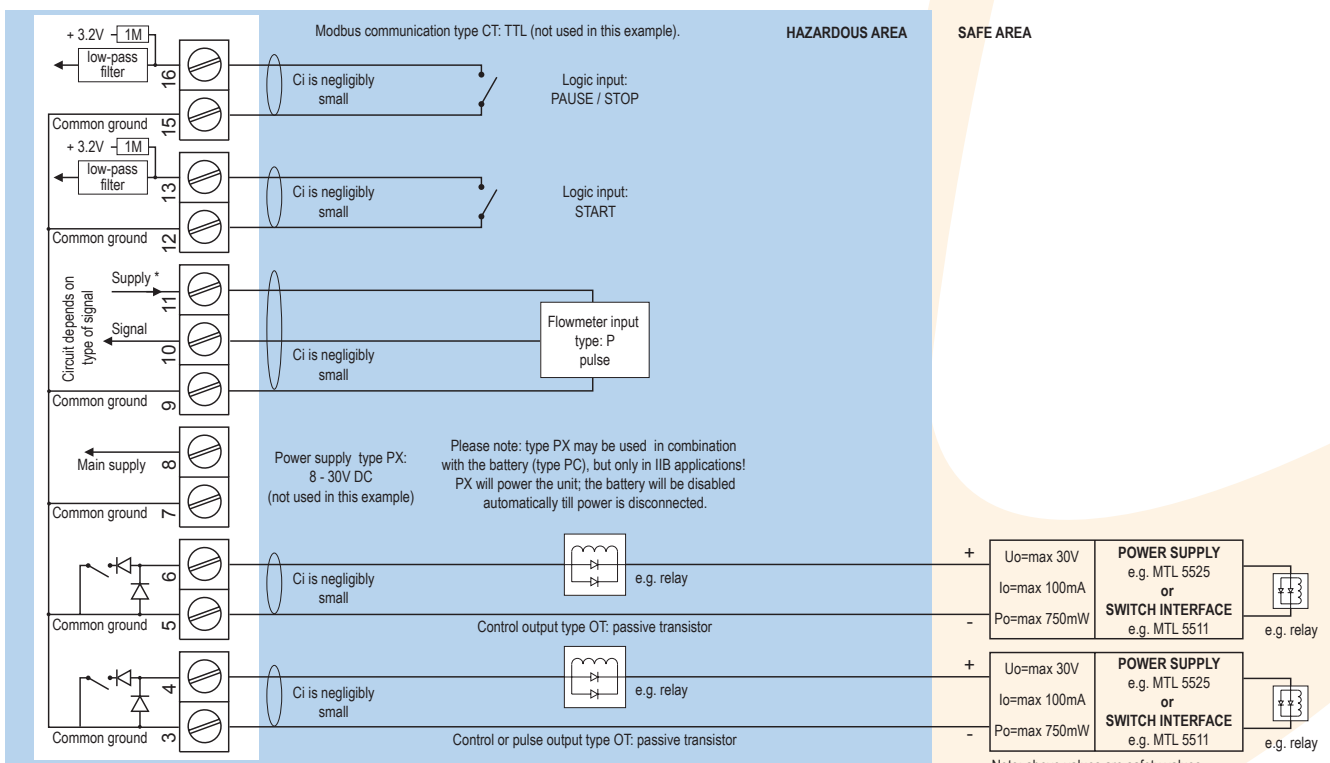 Modbus communication type CT: TTL (not used in this example).
HAZARDOUS AREA
SAFE AREA
+ 3.2V
1M
low-pass
filter
16
Ci is negligibly
small
Logic input:
PAUSE / STOP
Common ground
15
+ 3.2V
1M
low-pass
filter
13
Ci is negligibly
small
Logic input:
START
Common ground
12
Circuit depends on
type of signal
Supply *
11
Signal
10
Ci is negligibly
small
Flowmeter input
type: P
pulse
Common ground
9
Main supply
8
Power supply type PX:
8 - 30V DC
(not used in this example)
Please note: type PX may be used in combination
with the battery (type PC), but only in IIB applications!
PX will power the unit; the battery will be disabled
automatically till power is disconnected.
Common ground
7
6
Ci is negligibly
small
e.g. relay
+
-
Uo=max 30V
Io=max 100mA
Po=max 750mW
POWER SUPPLY
e.g. MTL 5525
or
SWITCH INTERFACE
e.g. MTL 5511
e.g. relay
Common ground
5
Control output type OT: passive transistor
4
Ci is negligibly
small
e.g. relay
+
-
Uo=max 30V
Io=max 100mA
Po=max 750mW
POWER SUPPLY
e.g. MTL 5525
or
SWITCH INTERFACE
e.g. MTL 5511
e.g. relay
Common ground
3
Control or pulse output type OT: passive transistor